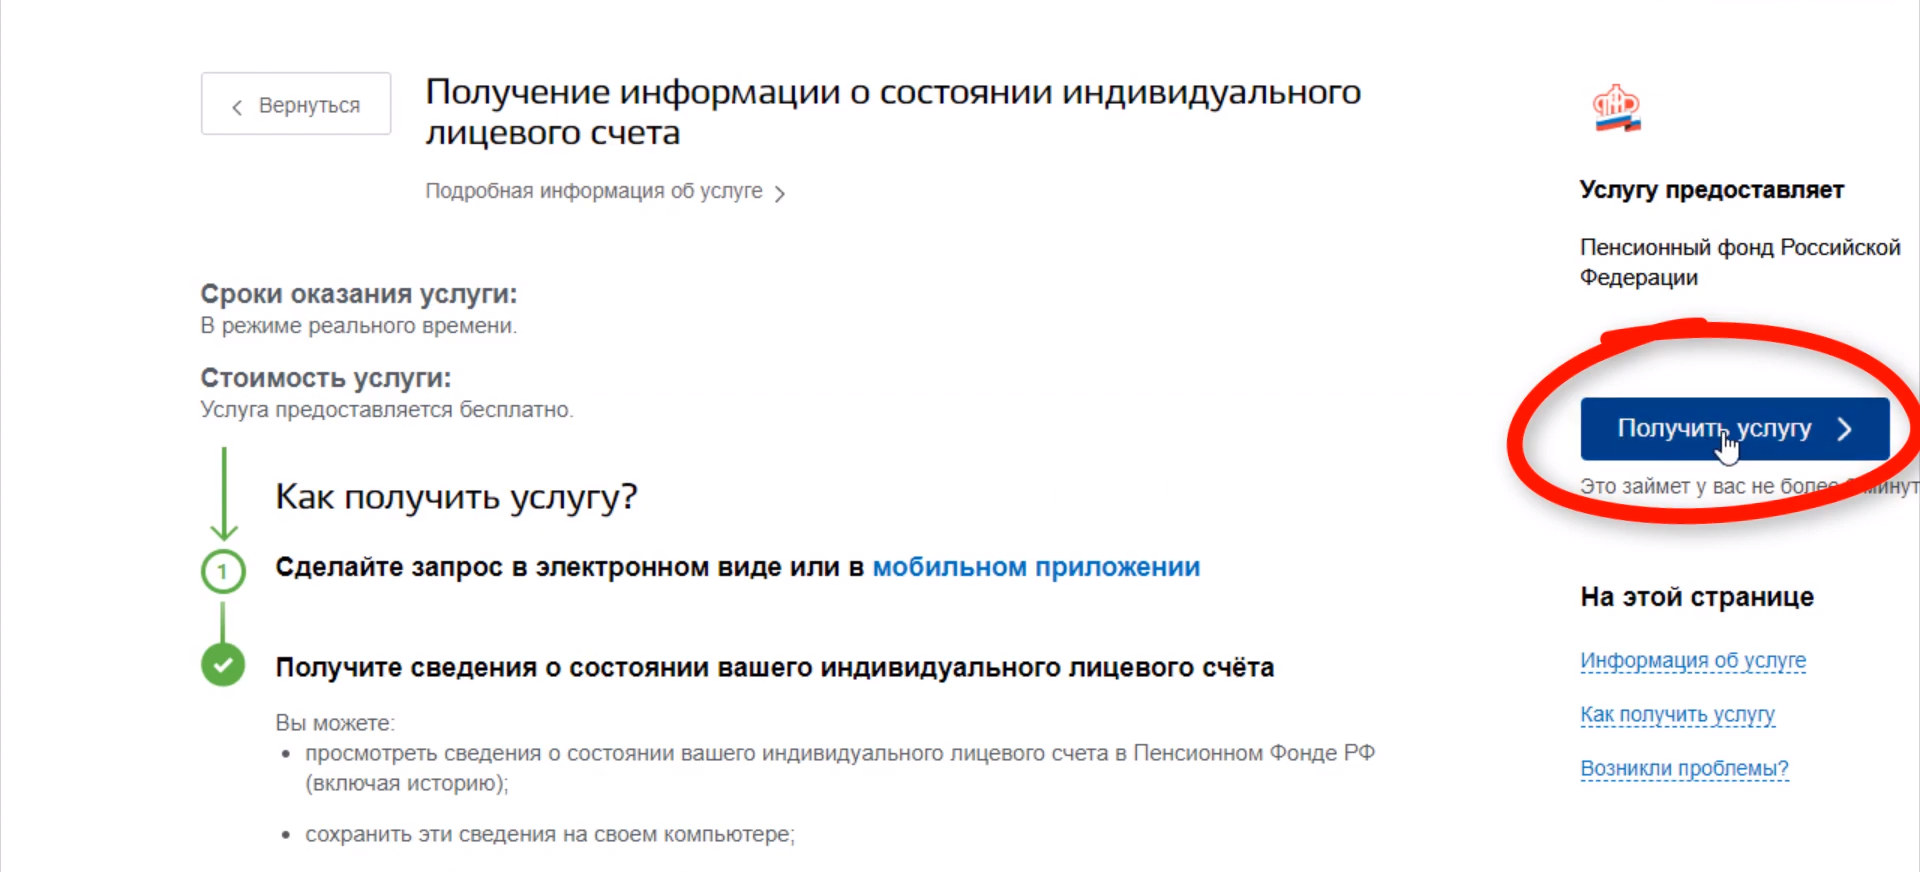 Вернуться
Получение информации о состоянии индивидуального
лицевого счета
Подробная информация об услуге
Услугу предоставляет
Пенсионный фонд Российской
Федерации
Сроки оказания услуги:
В режиме реального времени.
Стоимость услуги:
Услуга предоставляется бесплатно.
Получить услугу
Это займет у вас не более минут
Как получить услугу?
1
Сделайте запрос в электронном виде или в мобильном приложении
Получите сведения о состоянии вашего индивидуального лицевого счёта
Вы можете:
• просмотреть сведения о состоянии вашего индивидуального лицевого счета в Пенсионном Фонде РФ
(включая историю);
• сохранить эти сведения на своем компьютере;
На этой странице
Информация об услуге
Как получить услугу
Возникли проблемы?